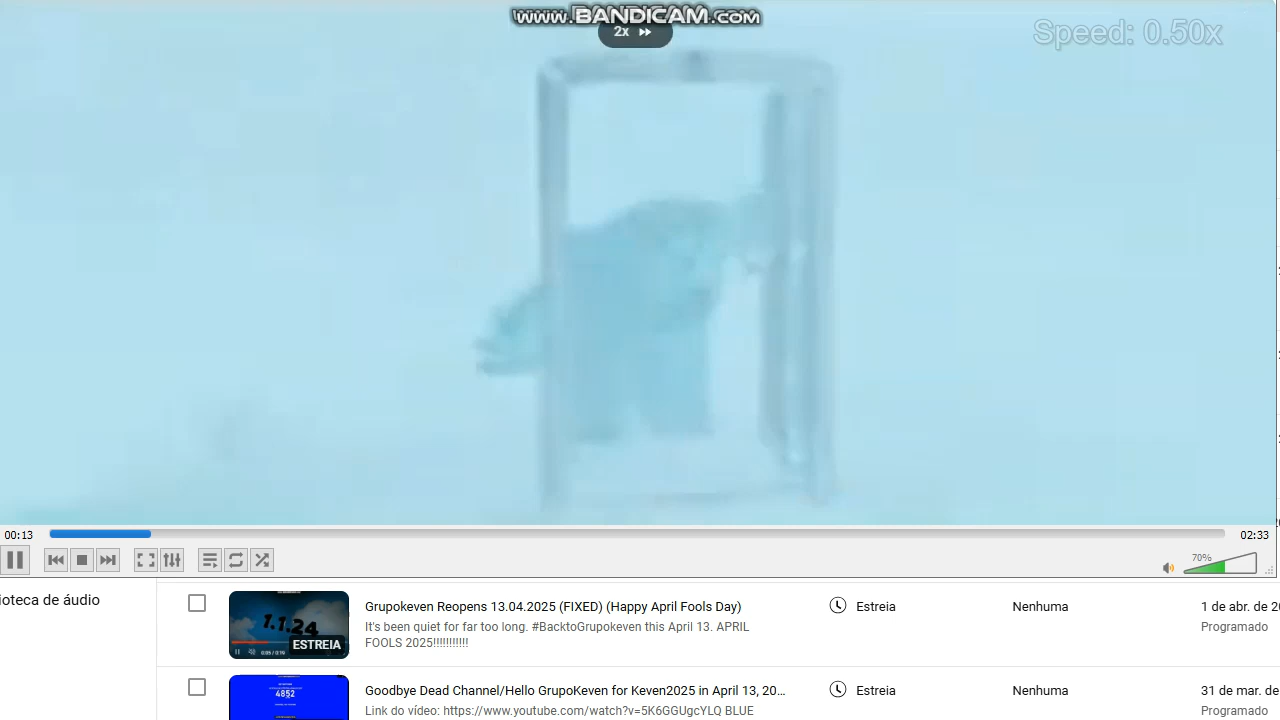 www.BANDICAM.com
2x
Speed: 0.50x
00:13
02:33
70%
ioteca de áudio
1.1.24
ESTREIA
Grupokeven Reopens 13.04.2025 (FIXED) (Happy April Fools Day)
It's been quiet for far too long. #BacktoGrupokeven this April 13. APRIL
FOOLS 2025!!!!!!!!!!!
Estreia
Nenhuma
1 de abr. de 20
Programado
4852
Goodbye Dead Channel/Hello GrupoKeven for Keven2025 in April 13, 20...
Link do vídeo: https://www.youtube.com/watch?v=5K6GGUgcYLQ BLUE
Estreia
Nenhuma
31 de mar. de
Programado